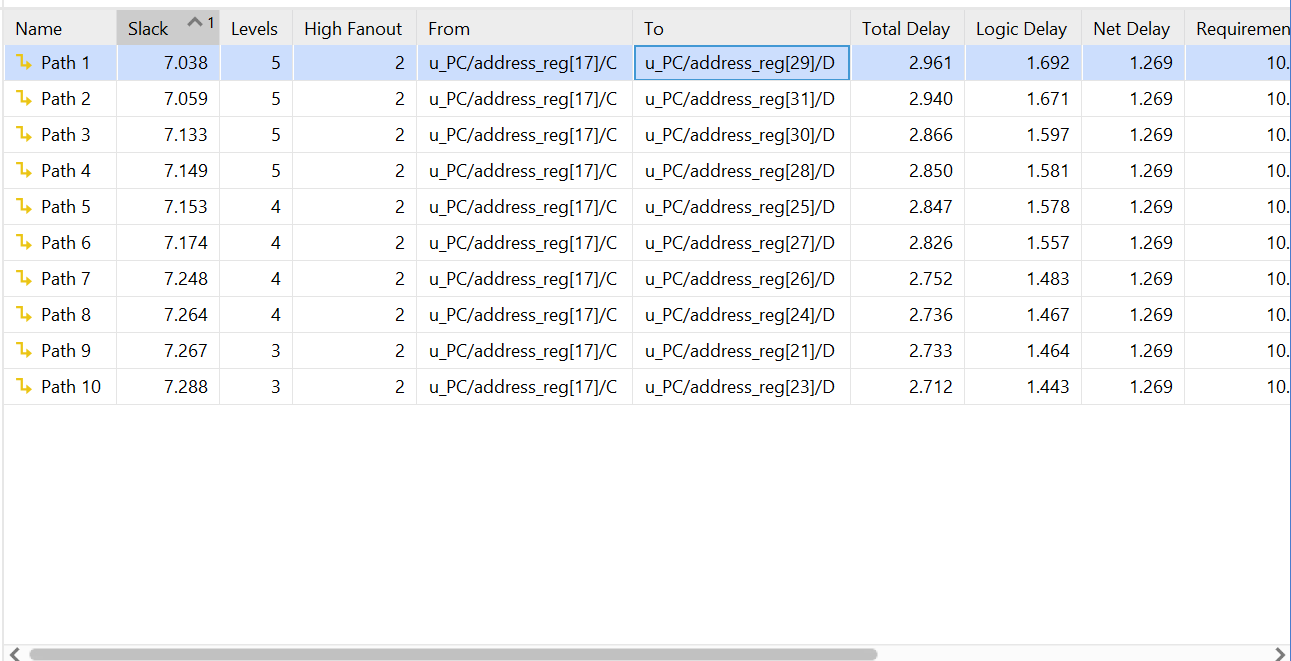 Name Slack 1 Levels High Fanout From To Total Delay Logic Delay Net Delay Requiremen
Path 1 7.038 5 2 u_PC/address_reg[17]/C u_PC/address_reg[29]/D 2.961 1.692 1.269 10.
Path 2 7.059 5 2 u_PC/address_reg[17]/C u_PC/address_reg[31]/D 2.940 1.671 1.269 10.
Path 3 7.133 5 2 u_PC/address_reg[17]/C u_PC/address_reg[30]/D 2.866 1.597 1.269 10.
Path 4 7.149 5 2 u_PC/address_reg[17]/C u_PC/address_reg[28]/D 2.850 1.581 1.269 10.
Path 5 7.153 4 2 u_PC/address_reg[17]/C u_PC/address_reg[25]/D 2.847 1.578 1.269 10.
Path 6 7.174 4 2 u_PC/address_reg[17]/C u_PC/address_reg[27]/D 2.826 1.557 1.269 10.
Path 7 7.248 4 2 u_PC/address_reg[17]/C u_PC/address_reg[26]/D 2.752 1.483 1.269 10.
Path 8 7.264 4 2 u_PC/address_reg[17]/C u_PC/address_reg[24]/D 2.736 1.467 1.269 10.
Path 9 7.267 3 2 u_PC/address_reg[17]/C u_PC/address_reg[21]/D 2.733 1.464 1.269 10.
Path 10 7.288 3 2 u_PC/address_reg[17]/C u_PC/address_reg[23]/D 2.712 1.443 1.269 10.